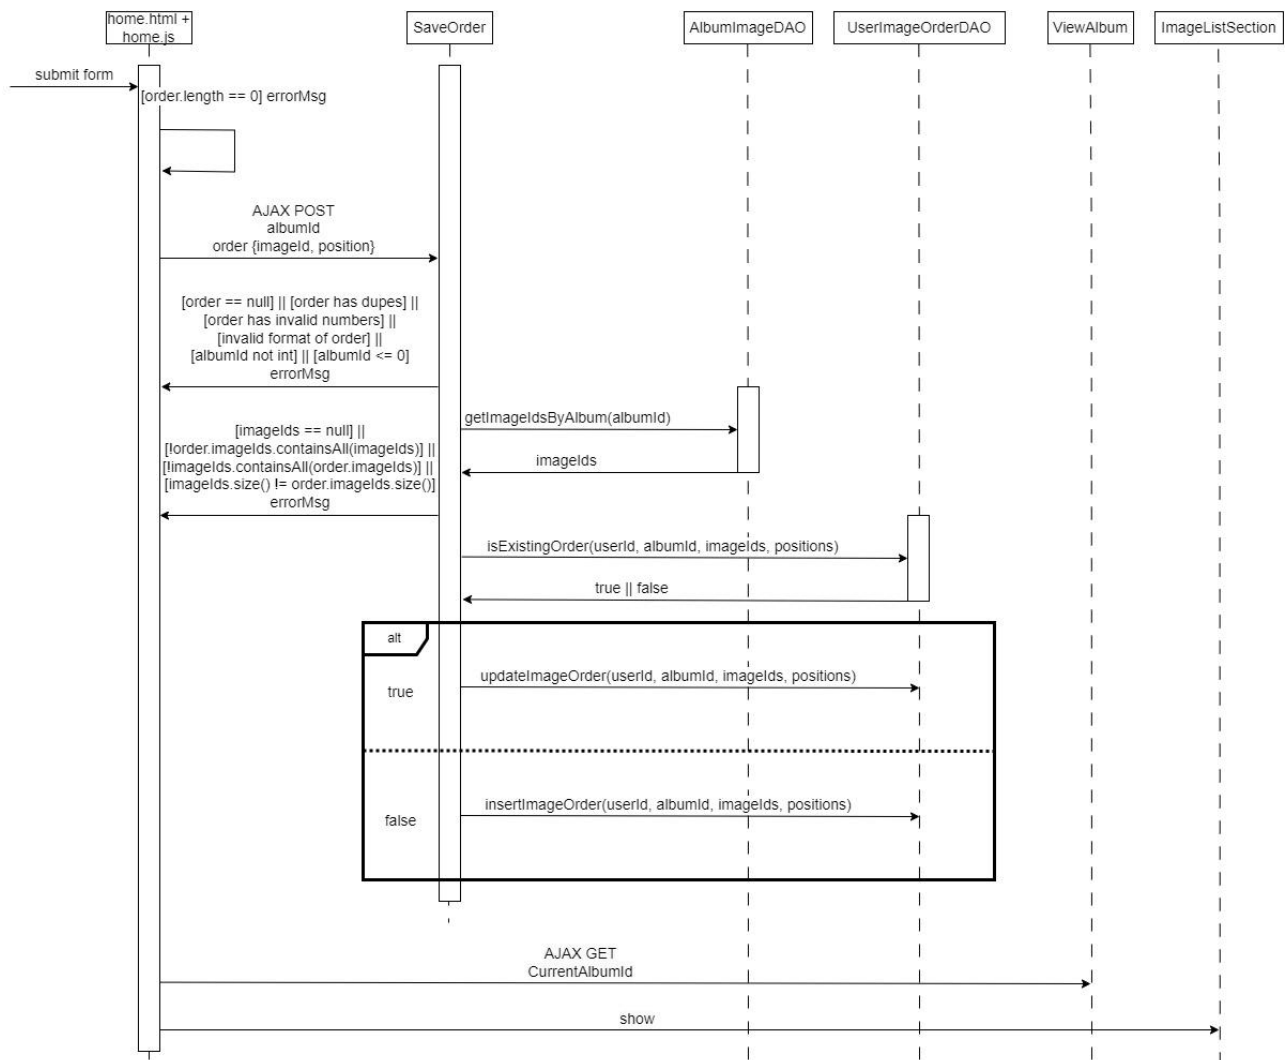 home.html +
home.js
SaveOrder
AlbumImageDAO
UserImageOrderDAO
ViewAlbum
ImageListSection
submit form
[order.length == 0] errorMsg
AJAX POST
albumId
order {imageId, position}
[order == null] || [order has dupes] ||
[order has invalid numbers] ||
[invalid format of order] ||
[albumId not int] || [albumId <= 0]
errorMsg
getImageIdsByAlbum(albumId)
imageIds
[imageIds == null] ||
[!order.imageIds.containsAll(imageIds)] ||
[!imageIds.containsAll(order.imageIds)] ||
[imageIds.size() != order.imageIds.size()]
errorMsg
isExistingOrder(userId, albumId, imageIds, positions)
true || false
alt
updateImageOrder(userId, albumId, imageIds, positions)
true
insertImageOrder(userId, albumId, imageIds, positions)
false
AJAX GET
CurrentAlbumId
show